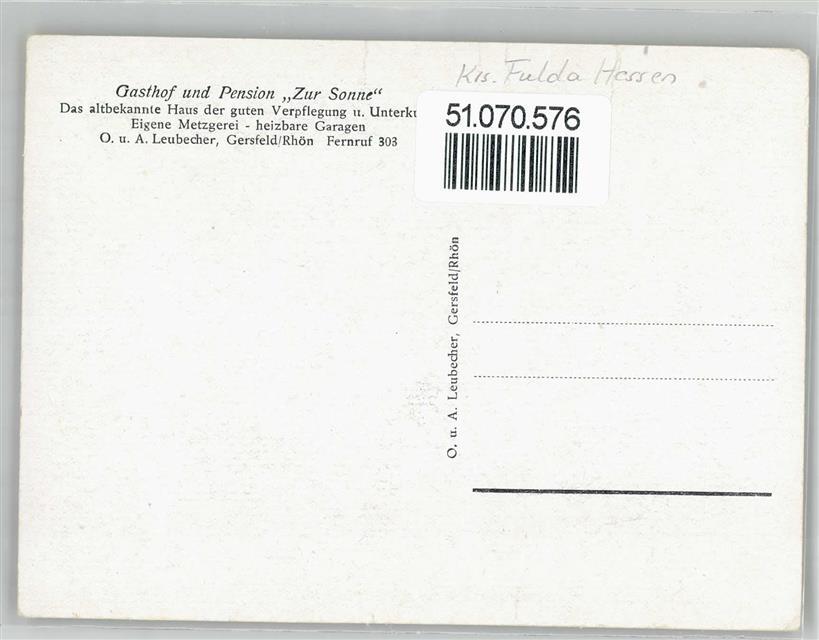 Krs. Fulda Hessen
Gasthof und Pension „Zur Sonne“
Das altbekannte Haus der guten Verpflegung u.
Eigene Metzgerei - heizbare Garagen
O. u. A. Leubecher, Gersfeld/Rhön Fernruf 303
51.070.576
O. u. A. Leubecher, Gersfeld/Rhön